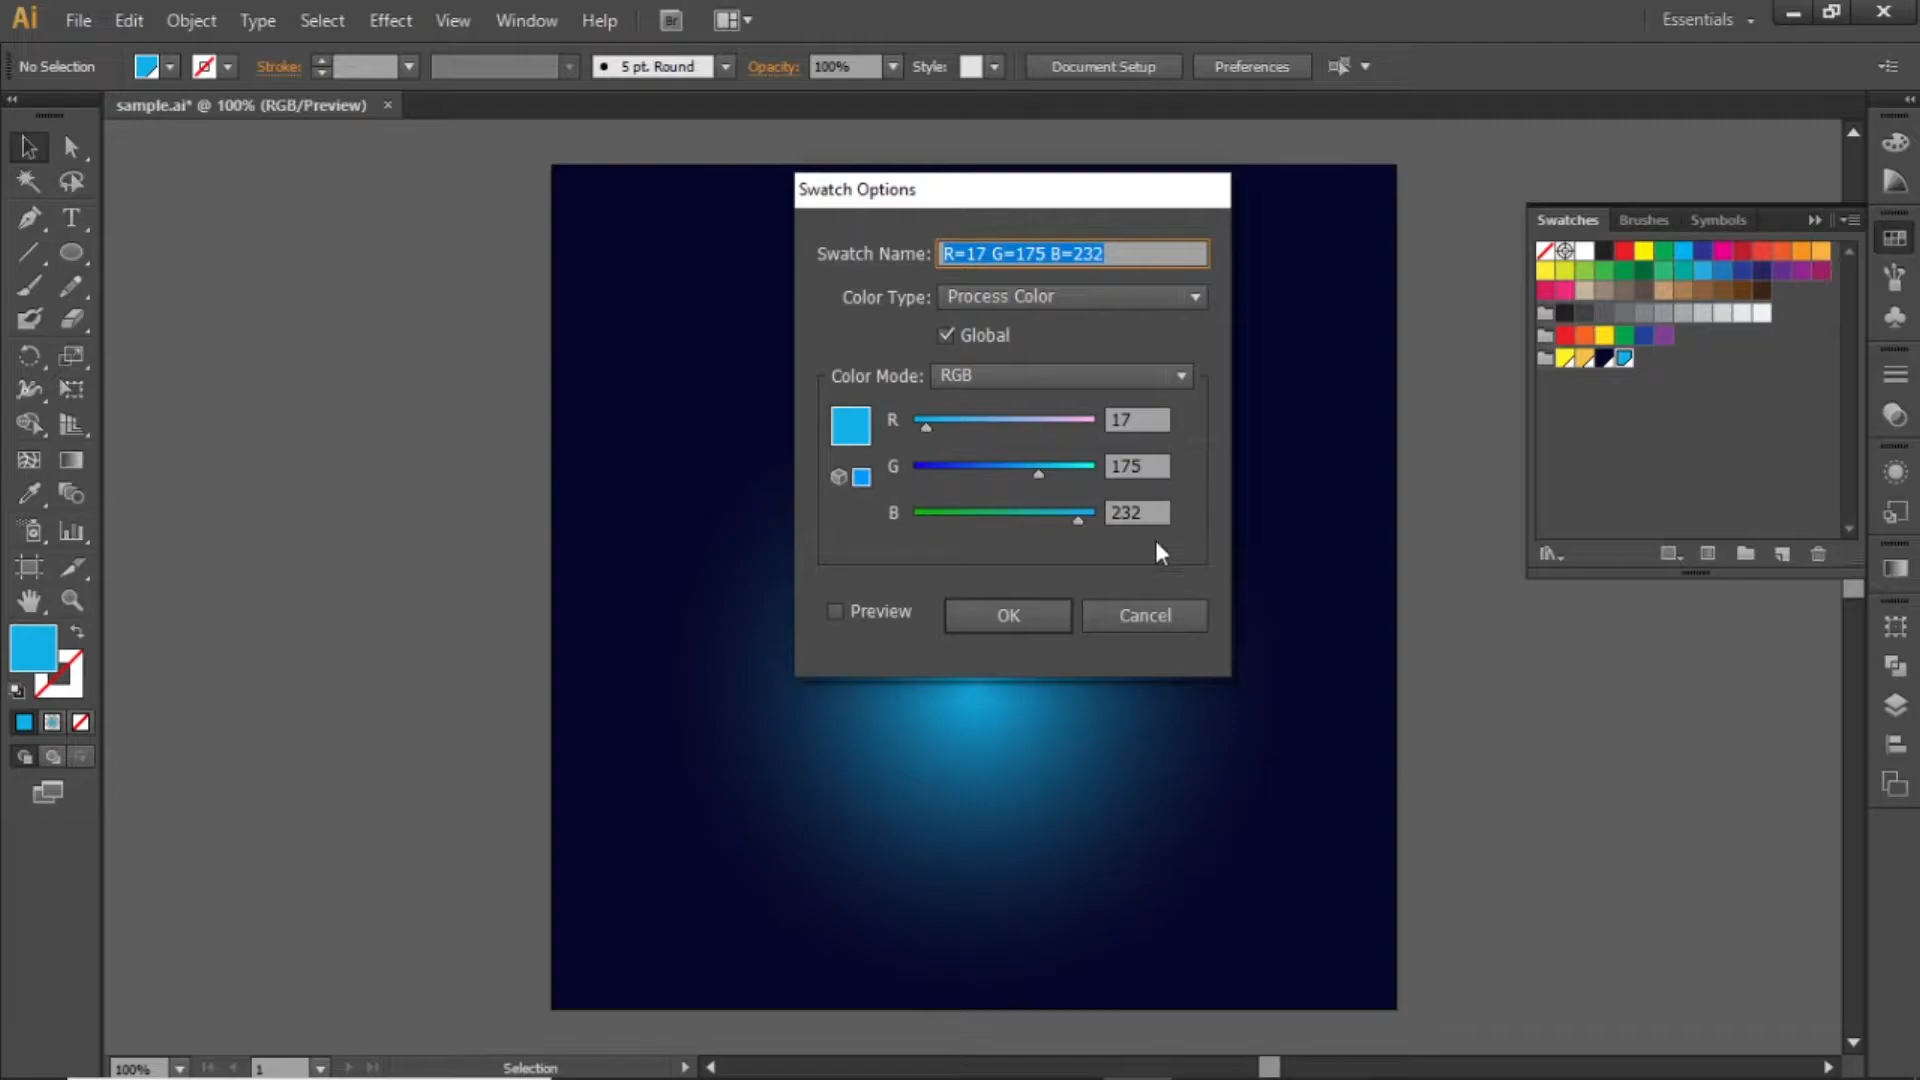 Ai File Edit Object Type Select Effect View Window Help Br Essentials
No Selection Stroke: 5 pt. Round Opacity: 100% Style: Document Setup Preferences
sample.ai* @ 100% (RGB/Preview)
Swatch Options
Swatch Name: R=17 G=175 B=232
Color Type: Process Color
Global
Color Mode: RGB
R 17
G 175
B 232
Preview OK Cancel
Swatches Brushes Symbols
T
100% 1 Selection